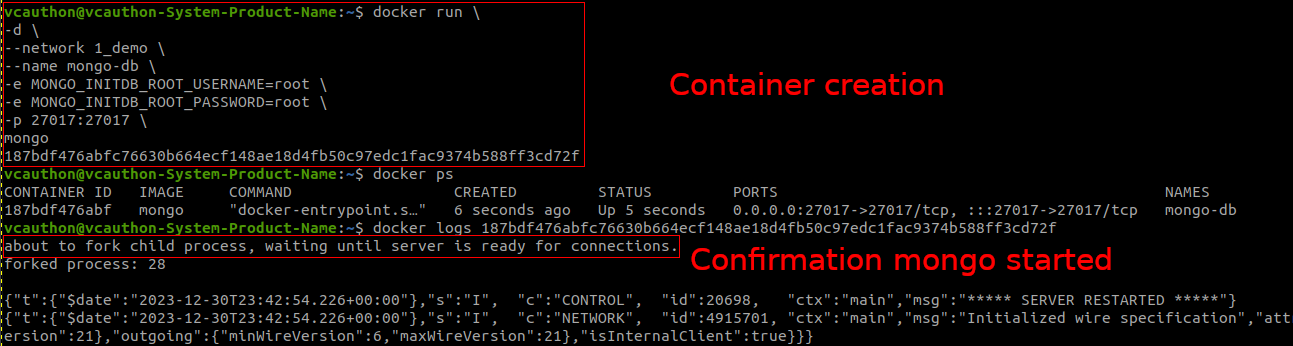 vcauthon@vcauthon-System-Product-Name:~$ docker run \
-d \
--network 1_demo \
--name mongo-db \
-e MONGO_INITDB_ROOT_USERNAME=root \
-e MONGO_INITDB_ROOT_PASSWORD=root \
-p 27017:27017 \
mongo
187bdf476abfc76630b664ecf148ae18d4fb50c97edc1fac9374b588ff3cd72f
Container creation
vcauthon@vcauthon-System-Product-Name:~$ docker ps
CONTAINER ID   IMAGE     COMMAND                  CREATED         STATUS         PORTS                                           NAMES
187bdf476abf   mongo     "docker-entrypoint.s…"   6 seconds ago   Up 5 seconds   0.0.0.0:27017->27017/tcp, :::27017->27017/tcp   mongo-db
vcauthon@vcauthon-System-Product-Name:~$ docker logs 187bdf476abfc76630b664ecf148ae18d4fb50c97edc1fac9374b588ff3cd72f
about to fork child process, waiting until server is ready for connections.
Confirmation mongo started
forked process: 28
{"t":{"$date":"2023-12-30T23:42:54.226+00:00"},"s":"I",  "c":"CONTROL",  "id":20698,   "ctx":"main","msg":"***** SERVER RESTARTED *****"}
{"t":{"$date":"2023-12-30T23:42:54.226+00:00"},"s":"I",  "c":"NETWORK",  "id":4915701, "ctx":"main","msg":"Initialized wire specification","att
ersion":21},"outgoing":{"minWireVersion":6,"maxWireVersion":21},"isInternalClient":true}}}